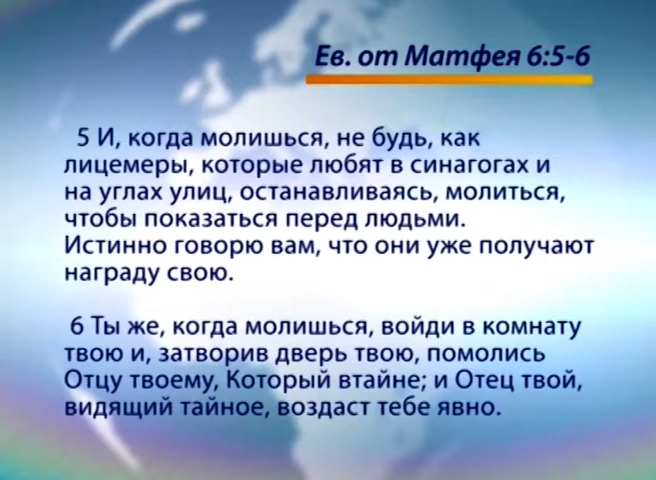 Ев. от Матфея 6:5-6
5 И, когда молишься, не будь, как
лицемеры, которые любят в синагогах и
на углах улиц, останавливаясь, молиться,
чтобы показаться перед людьми.
Истинно говорю вам, что они уже получают
награду свою.
6 Ты же, когда молишься, войди в комнату
твою и, затворив дверь твою, помолись
Отцу твоему, Который втайне; и Отец твой,
видящий тайное, воздаст тебе явно.